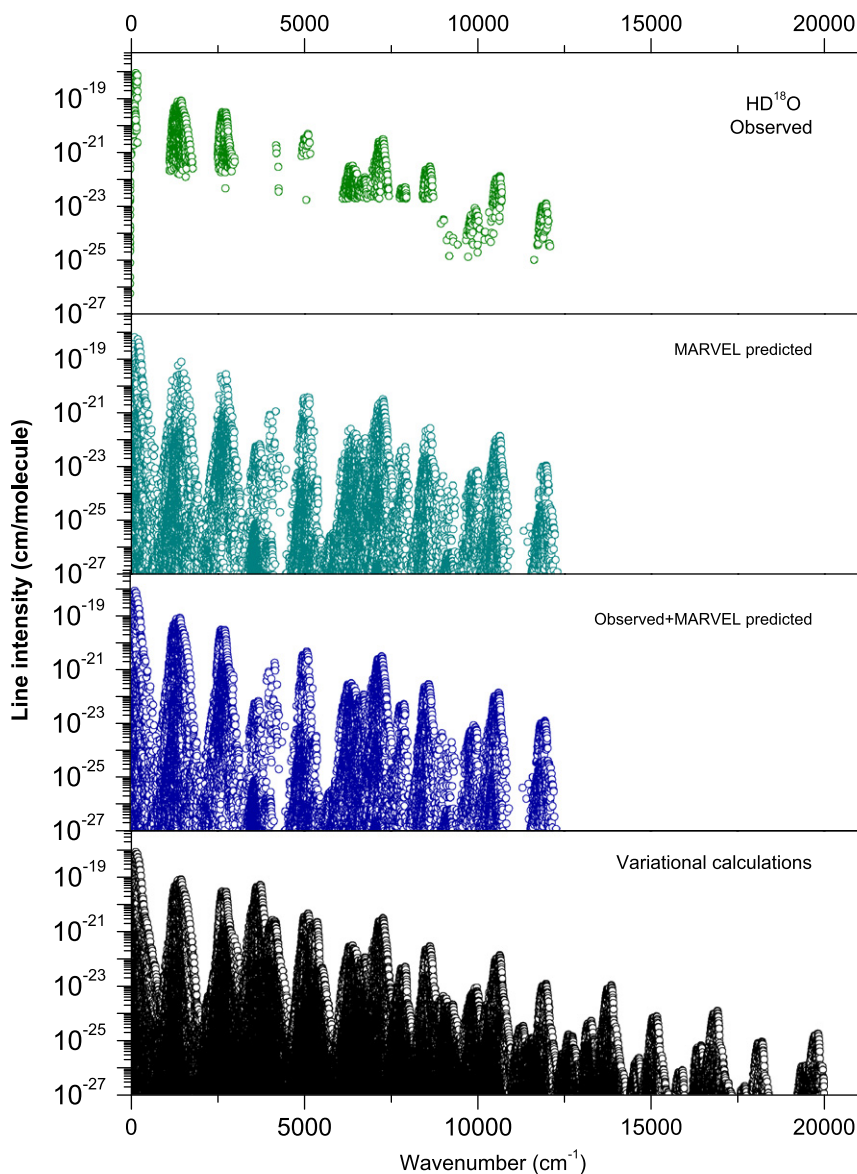 0 5000 10000 15000 20000
HD¹⁸O
Observed
10⁻¹⁹
10⁻²¹
10⁻²³
10⁻²⁵
10⁻²⁷
MARVEL predicted
10⁻¹⁹
10⁻²¹
10⁻²³
10⁻²⁵
10⁻²⁷
Line intensity (cm/molecule)
Observed+MARVEL predicted
10⁻¹⁹
10⁻²¹
10⁻²³
10⁻²⁵
10⁻²⁷
Variational calculations
10⁻¹⁹
10⁻²¹
10⁻²³
10⁻²⁵
10⁻²⁷
0 5000 10000 15000 20000
Wavenumber (cm⁻¹)